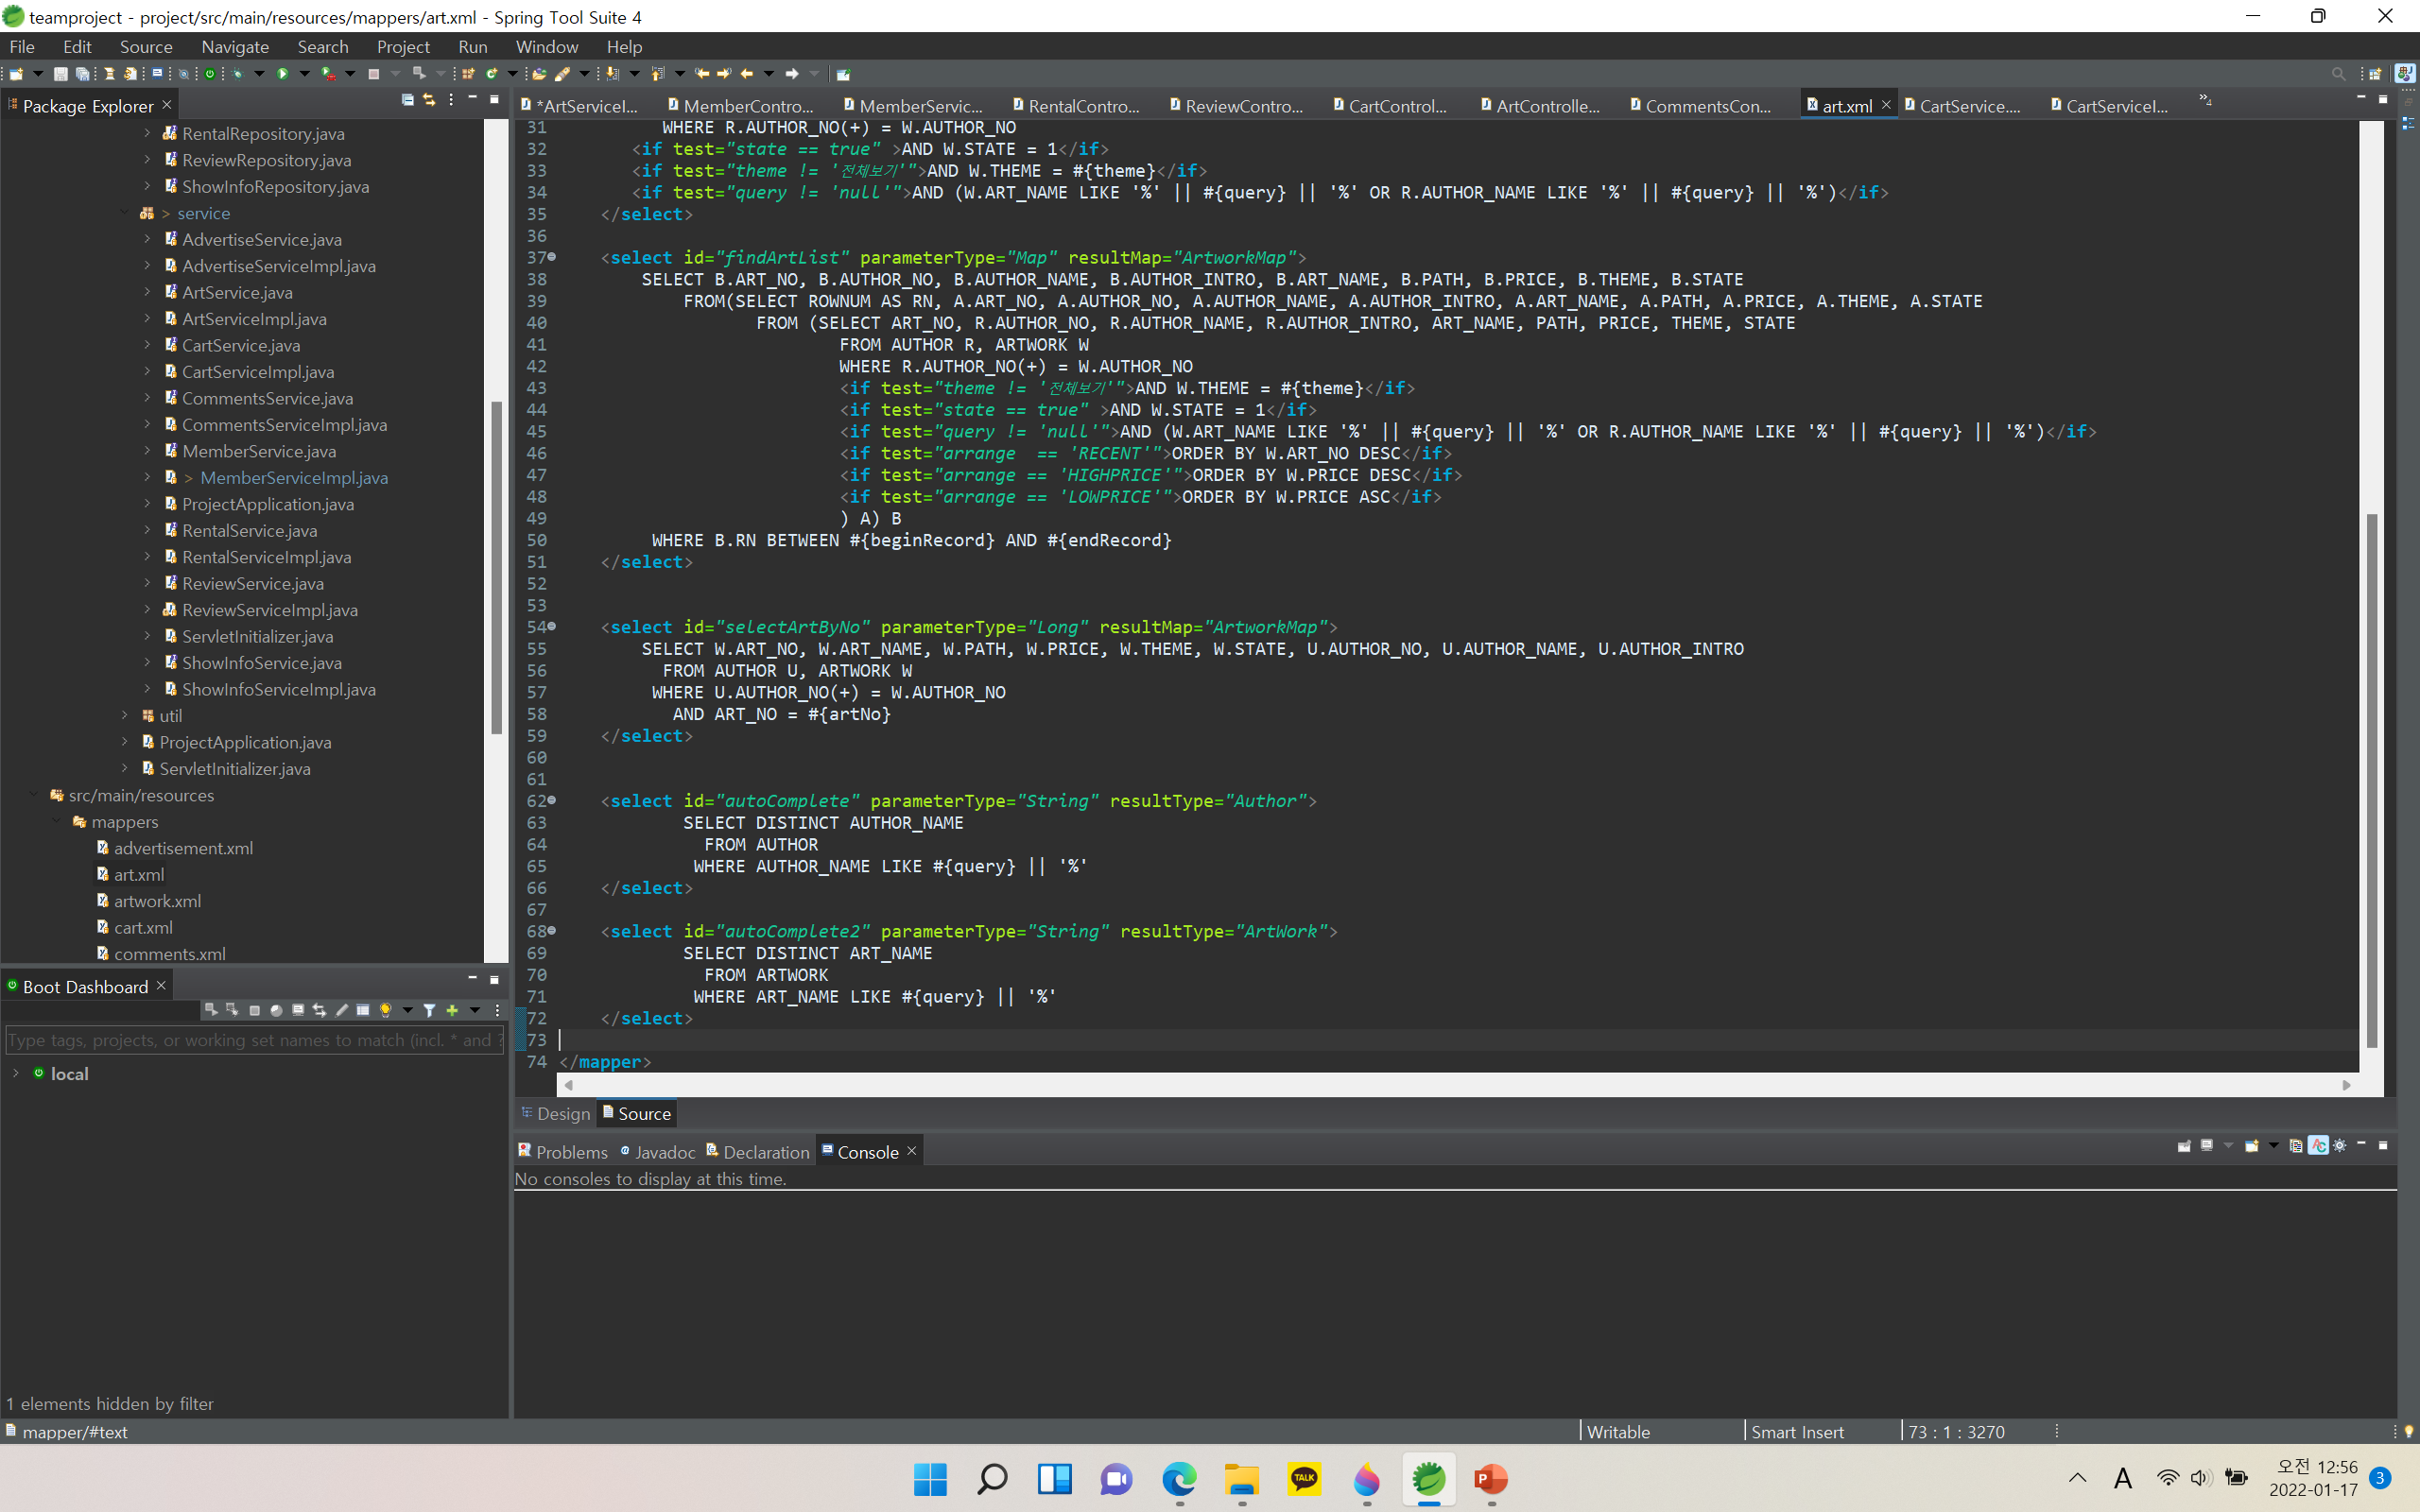 teamproject - project/src/main/resources/mappers/art.xml - Spring Tool Suite 4
File Edit Source Navigate Search Project Run Window Help
Package Explorer
RentalRepository.java
ReviewRepository.java
ShowInfoRepository.java
> service
AdvertiseService.java
AdvertiseServiceImpl.java
ArtService.java
ArtServiceImpl.java
CartService.java
CartServiceImpl.java
CommentsService.java
CommentsServiceImpl.java
MemberService.java
> MemberServiceImpl.java
ProjectApplication.java
RentalService.java
RentalServiceImpl.java
ReviewService.java
ReviewServiceImpl.java
ServletInitializer.java
ShowInfoService.java
ShowInfoServiceImpl.java
util
ProjectApplication.java
ServletInitializer.java
src/main/resources
mappers
advertisement.xml
art.xml
artwork.xml
cart.xml
comments.xml
Boot Dashboard
Type tags, projects, or working set names to match (incl. * and ?
local
1 elements hidden by filter
*ArtServiceI... MemberContro... MemberServic... RentalContro... ReviewContro... CartControl... ArtControlle... CommentsCon... art.xml CartService.... CartServiceI... »4
31 WHERE R.AUTHOR_NO(+) = W.AUTHOR_NO
32 <if test="state == true" >AND W.STATE = 1</if>
33 <if test="theme != '전체보기'">AND W.THEME = #{theme}</if>
34 <if test="query != 'null'">AND (W.ART_NAME LIKE '%' || #{query} || '%' OR R.AUTHOR_NAME LIKE '%' || #{query} || '%')</if>
35 </select>
36
37 <select id="findArtList" parameterType="Map" resultMap="ArtworkMap">
38 SELECT B.ART_NO, B.AUTHOR_NO, B.AUTHOR_NAME, B.AUTHOR_INTRO, B.ART_NAME, B.PATH, B.PRICE, B.THEME, B.STATE
39 FROM(SELECT ROWNUM AS RN, A.ART_NO, A.AUTHOR_NO, A.AUTHOR_NAME, A.AUTHOR_INTRO, A.ART_NAME, A.PATH, A.PRICE, A.THEME, A.STATE
40 FROM (SELECT ART_NO, R.AUTHOR_NO, R.AUTHOR_NAME, R.AUTHOR_INTRO, ART_NAME, PATH, PRICE, THEME, STATE
41 FROM AUTHOR R, ARTWORK W
42 WHERE R.AUTHOR_NO(+) = W.AUTHOR_NO
43 <if test="theme != '전체보기'">AND W.THEME = #{theme}</if>
44 <if test="state == true" >AND W.STATE = 1</if>
45 <if test="query != 'null'">AND (W.ART_NAME LIKE '%' || #{query} || '%' OR R.AUTHOR_NAME LIKE '%' || #{query} || '%')</if>
46 <if test="arrange  == 'RECENT'">ORDER BY W.ART_NO DESC</if>
47 <if test="arrange == 'HIGHPRICE'">ORDER BY W.PRICE DESC</if>
48 <if test="arrange == 'LOWPRICE'">ORDER BY W.PRICE ASC</if>
49 ) A) B
50 WHERE B.RN BETWEEN #{beginRecord} AND #{endRecord}
51 </select>
52
53
54 <select id="selectArtByNo" parameterType="Long" resultMap="ArtworkMap">
55 SELECT W.ART_NO, W.ART_NAME, W.PATH, W.PRICE, W.THEME, W.STATE, U.AUTHOR_NO, U.AUTHOR_NAME, U.AUTHOR_INTRO
56 FROM AUTHOR U, ARTWORK W
57 WHERE U.AUTHOR_NO(+) = W.AUTHOR_NO
58 AND ART_NO = #{artNo}
59 </select>
60
61
62 <select id="autoComplete" parameterType="String" resultType="Author">
63 SELECT DISTINCT AUTHOR_NAME
64 FROM AUTHOR
65 WHERE AUTHOR_NAME LIKE #{query} || '%'
66 </select>
67
68 <select id="autoComplete2" parameterType="String" resultType="ArtWork">
69 SELECT DISTINCT ART_NAME
70 FROM ARTWORK
71 WHERE ART_NAME LIKE #{query} || '%'
72 </select>
73
74 </mapper>
Design Source
Problems Javadoc Declaration Console
No consoles to display at this time.
mapper/#text
Writable
Smart Insert
73 : 1 : 3270
TALK
P
A
오전 12:56
2022-01-17
3